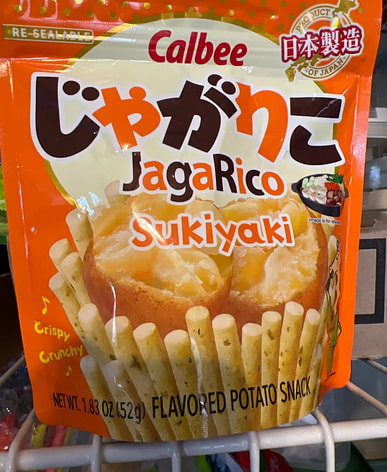 RE-SEALABLE
Calbee
PRODUCT
日本製造
OF JAPAN
じゃがりこ
JagaRico
Sukiyaki
Crispy
Crunchy
NET WT. 1.83 OZ (52g) FLAVORED POTATO SNACK